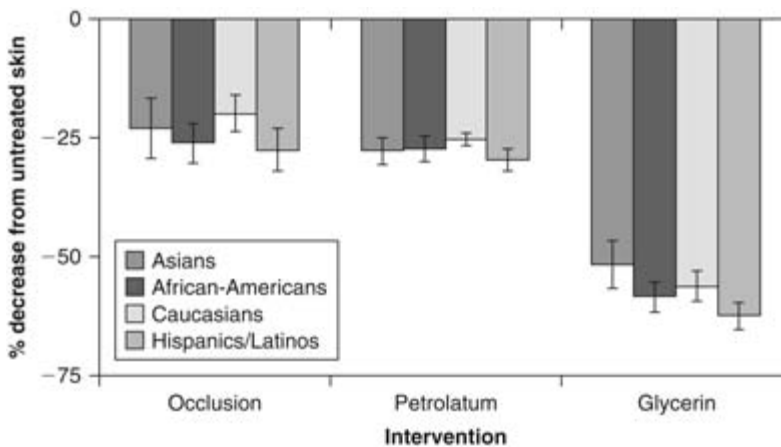 % decrease from untreated skin
0
−25
−50
−75
Asians
African-Americans
Caucasians
Hispanics/Latinos
Occlusion Petrolatum Glycerin
Intervention